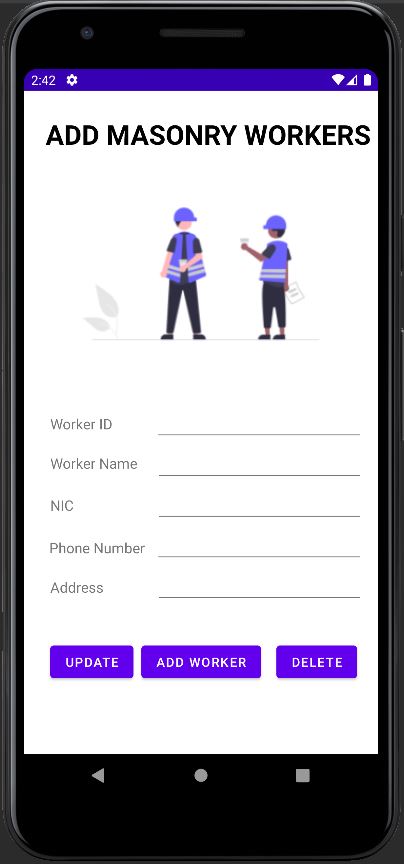 2:42
ADD MASONRY WORKERS
Worker ID
Worker Name
NIC
Phone Number
Address
UPDATE ADD WORKER DELETE